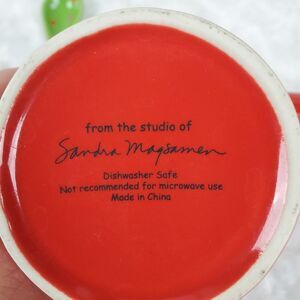 from the studio of
Sandra Magsamen
Dishwasher Safe
Not recommended for microwave use
Made in China